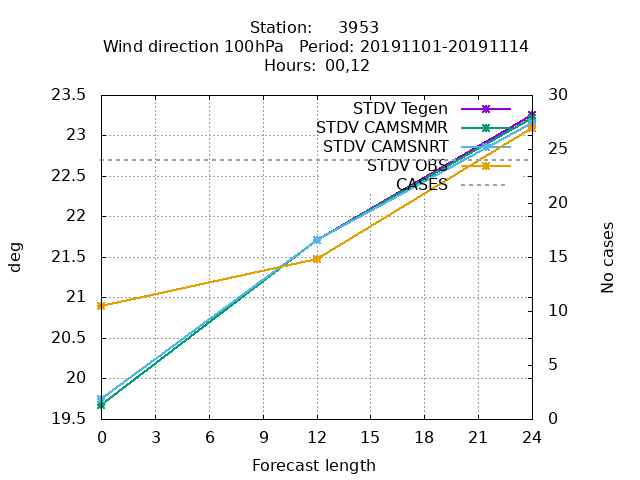 Station: 3953
Wind direction 100hPa Period: 20191101-20191114
Hours: 00,12
23.5
23
22.5
22
21.5
21
20.5
20
19.5
deg
30
25
20
15
10
5
0
No cases
STDV Tegen
STDV CAMSMMR
STDV CAMSNRT
STDV OBS
CASES
0 3 6 9 12 15 18 21 24
Forecast length